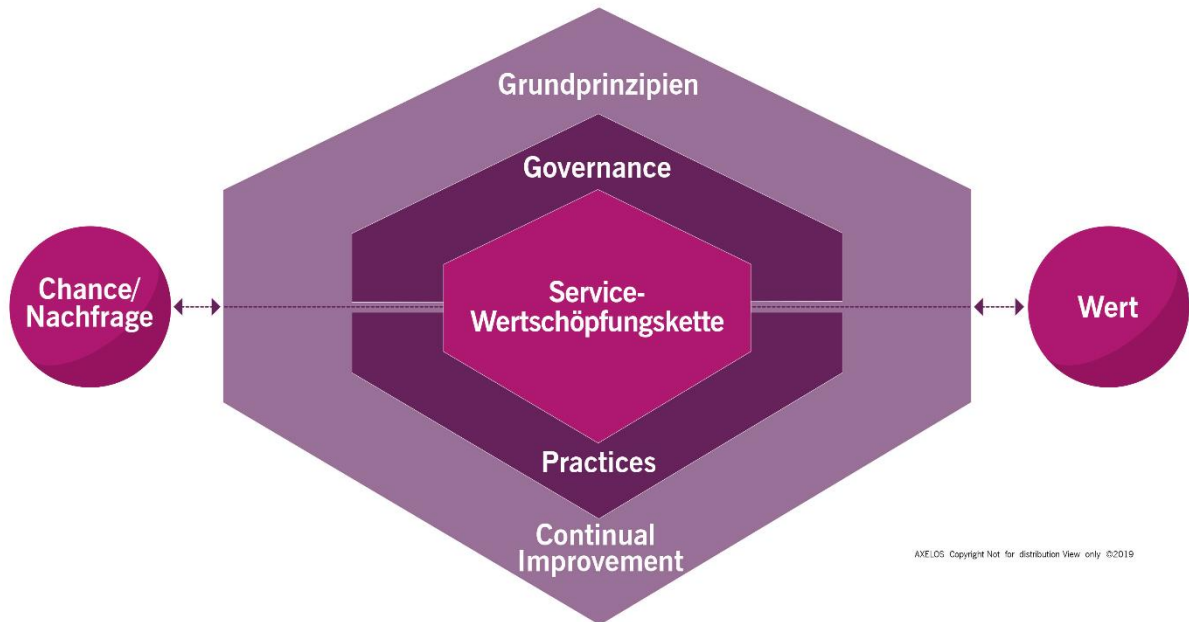 Grundprinzipien
Governance
Chance/
Nachfrage
Service-
Wertschöpfungskette
Wert
Practices
Continual
Improvement
AXELOS Copyright Not for distribution View only ©2019